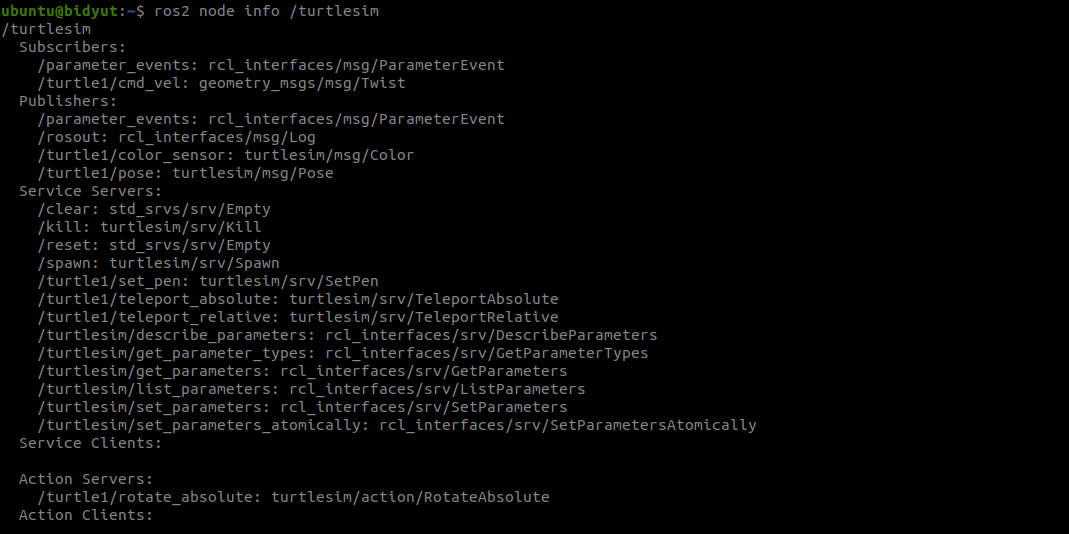 ubuntu@bidyut:~$ ros2 node info /turtlesim
/turtlesim
  Subscribers:
    /parameter_events: rcl_interfaces/msg/ParameterEvent
    /turtle1/cmd_vel: geometry_msgs/msg/Twist
  Publishers:
    /parameter_events: rcl_interfaces/msg/ParameterEvent
    /rosout: rcl_interfaces/msg/Log
    /turtle1/color_sensor: turtlesim/msg/Color
    /turtle1/pose: turtlesim/msg/Pose
  Service Servers:
    /clear: std_srvs/srv/Empty
    /kill: turtlesim/srv/Kill
    /reset: std_srvs/srv/Empty
    /spawn: turtlesim/srv/Spawn
    /turtle1/set_pen: turtlesim/srv/SetPen
    /turtle1/teleport_absolute: turtlesim/srv/TeleportAbsolute
    /turtle1/teleport_relative: turtlesim/srv/TeleportRelative
    /turtlesim/describe_parameters: rcl_interfaces/srv/DescribeParameters
    /turtlesim/get_parameter_types: rcl_interfaces/srv/GetParameterTypes
    /turtlesim/get_parameters: rcl_interfaces/srv/GetParameters
    /turtlesim/list_parameters: rcl_interfaces/srv/ListParameters
    /turtlesim/set_parameters: rcl_interfaces/srv/SetParameters
    /turtlesim/set_parameters_atomically: rcl_interfaces/srv/SetParametersAtomically
  Service Clients:

  Action Servers:
    /turtle1/rotate_absolute: turtlesim/action/RotateAbsolute
  Action Clients: